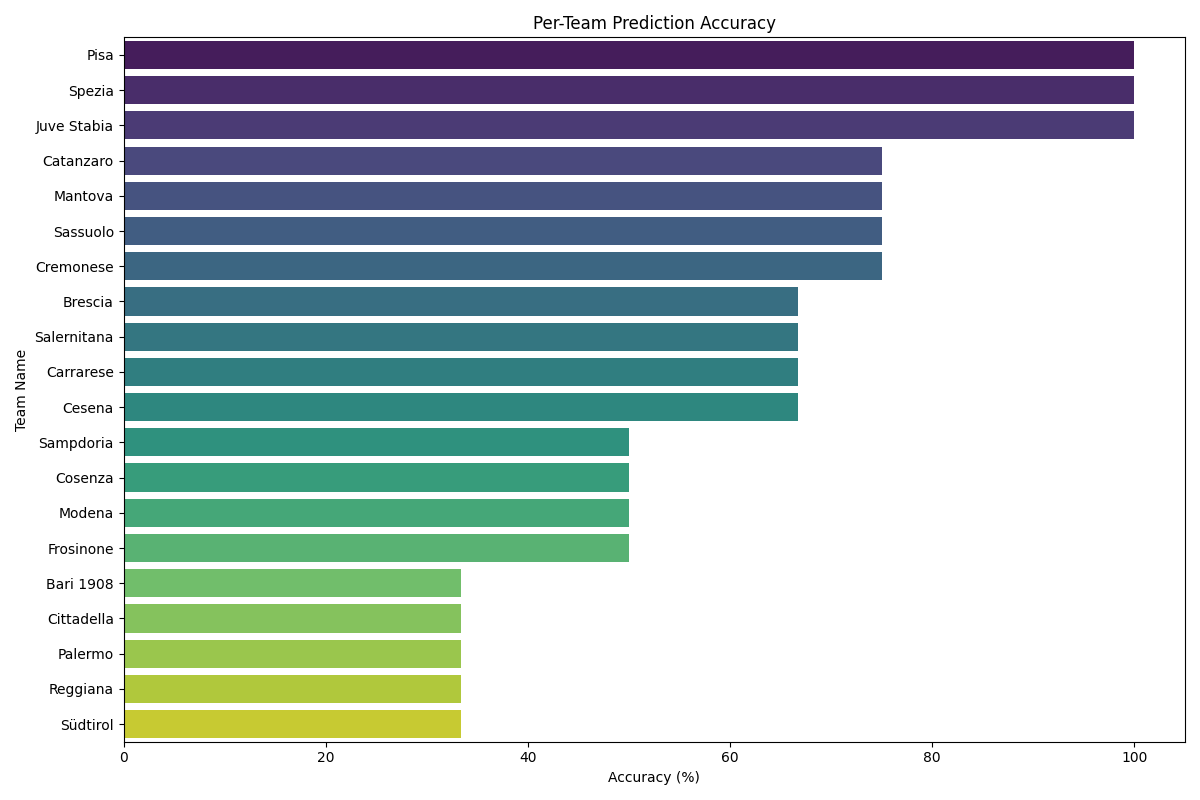 Per-Team Prediction Accuracy
Team Name
Pisa
Spezia
Juve Stabia
Catanzaro
Mantova
Sassuolo
Cremonese
Brescia
Salernitana
Carrarese
Cesena
Sampdoria
Cosenza
Modena
Frosinone
Bari 1908
Cittadella
Palermo
Reggiana
Südtirol
0 20 40 60 80 100
Accuracy (%)